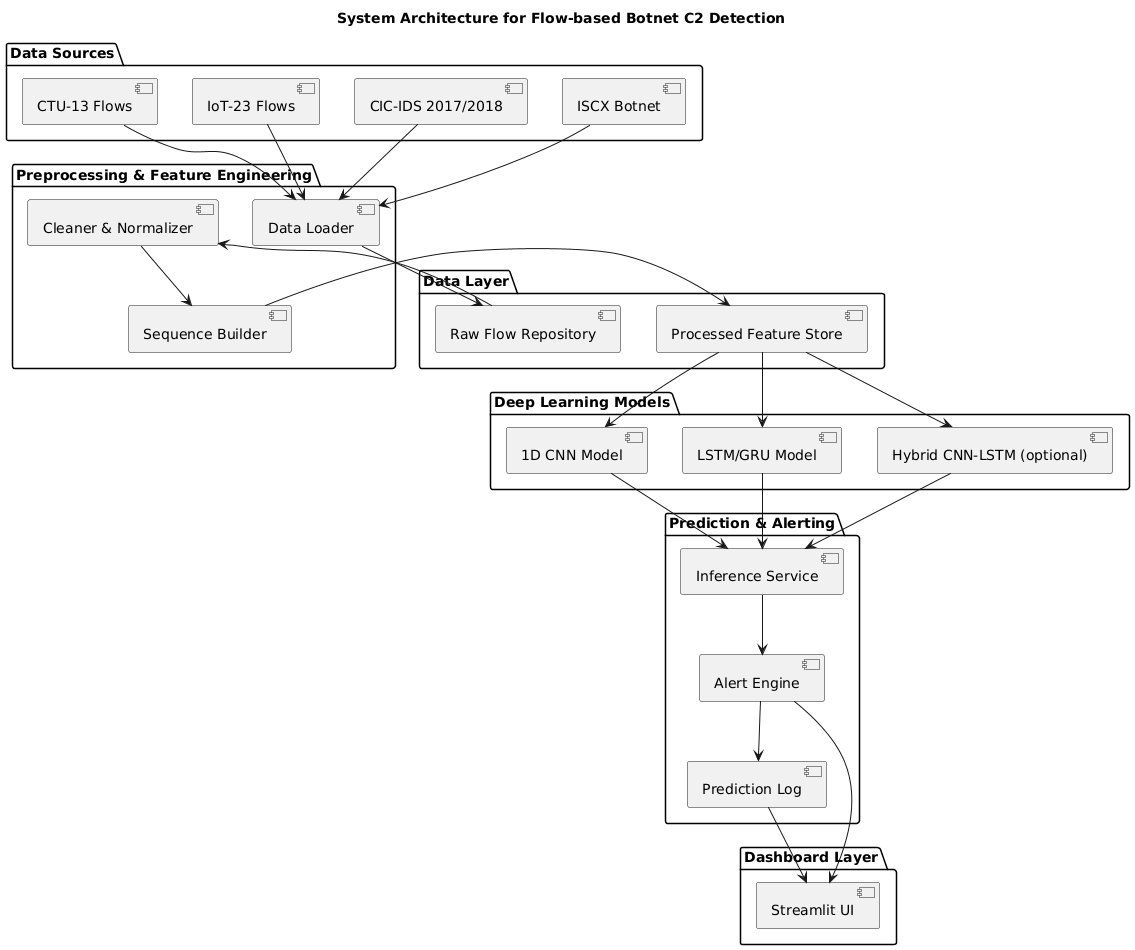 System Architecture for Flow-based Botnet C2 Detection
Data Sources
CTU-13 Flows
IoT-23 Flows
CIC-IDS 2017/2018
ISCX Botnet
Preprocessing & Feature Engineering
Cleaner & Normalizer
Data Loader
Sequence Builder
Data Layer
Raw Flow Repository
Processed Feature Store
Deep Learning Models
1D CNN Model
LSTM/GRU Model
Hybrid CNN-LSTM (optional)
Prediction & Alerting
Inference Service
Alert Engine
Prediction Log
Dashboard Layer
Streamlit UI